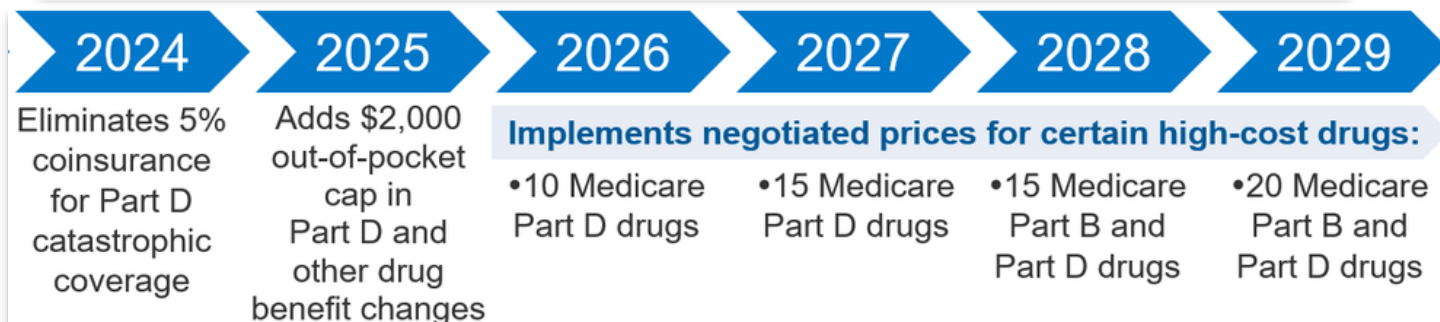 2024
Eliminates 5%
coinsurance
for Part D
catastrophic
coverage
2025
Adds $2,000
out-of-pocket
cap in
Part D and
other drug
benefit changes
2026
2027
2028
2029
Implements negotiated prices for certain high-cost drugs:
•10 Medicare
Part D drugs
•15 Medicare
Part D drugs
•15 Medicare
Part B and
Part D drugs
•20 Medicare
Part B and
Part D drugs